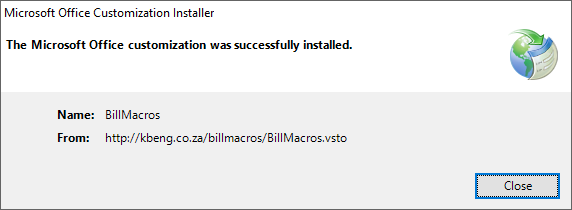 Microsoft Office Customization Installer
The Microsoft Office customization was successfully installed.
Name: BillMacros
From: http://kbeng.co.za/billmacros/BillMacros.vsto
Close